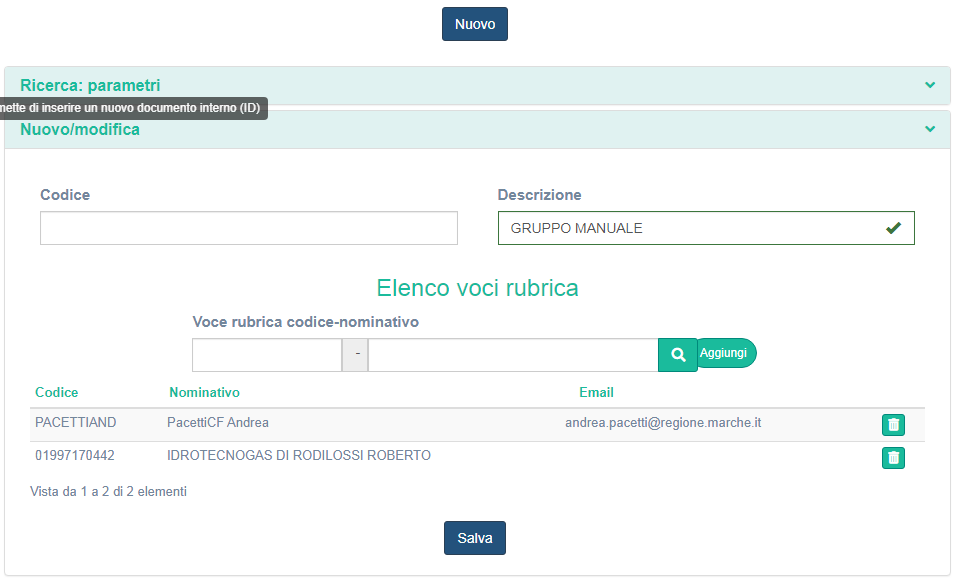 Nuovo
Ricerca: parametri
mette di inserire un nuovo documento interno (ID)
Nuovo/modifica
Codice Descrizione
GRUPPO MANUALE
Elenco voci rubrica
Voce rubrica codice-nominativo
- Aggiungi
Codice Nominativo Email
PACETTIAND PacettiCF Andrea andrea.pacetti@regione.marche.it
01997170442 IDROTECNOGAS DI RODILOSSI ROBERTO
Vista da 1 a 2 di 2 elementi
Salva